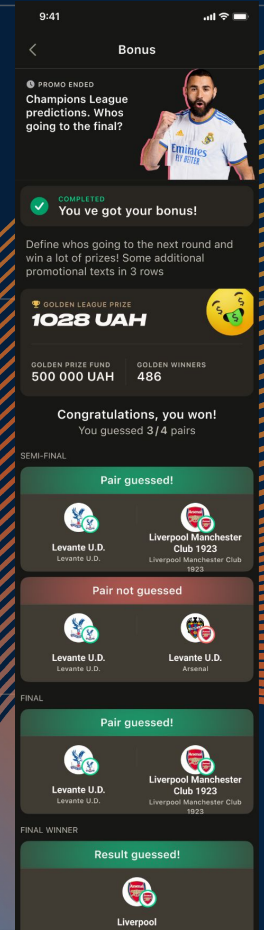 9:41
Bonus
PROMO ENDED
Champions League
predictions. Whos
going to the final?
Emirates
FLY BETTER
COMPLETED
You ve got your bonus!
Define whos going to the next round and
win a lot of prizes! Some additional
promotional texts in 3 rows
GOLDEN LEAGUE PRIZE
1028 UAH
GOLDEN PRIZE FUND
500 000 UAH
GOLDEN WINNERS
486
Congratulations, you won!
You guessed 3/4 pairs
SEMI-FINAL
Pair guessed!
Levante U.D.
Levante U.D.
Arsenal
Liverpool Manchester
Club 1923
Liverpool Manchester Club
1923
Pair not guessed
Levante U.D.
Levante U.D.
Levante U.D.
Arsenal
FINAL
Pair guessed!
Levante U.D.
Levante U.D.
Arsenal
Liverpool Manchester
Club 1923
Liverpool Manchester Club
1923
FINAL WINNER
Result guessed!
Arsenal
Liverpool